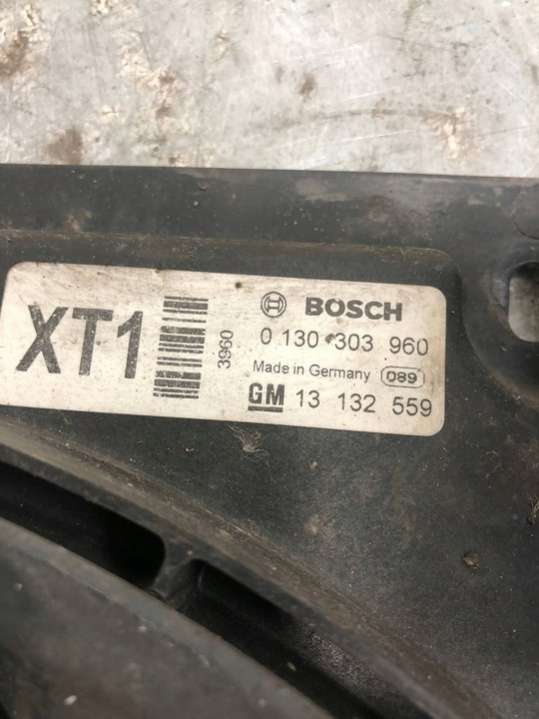 XT1
3960
BOSCH
0 130 303 960
Made in Germany 089
GM 13 132 559